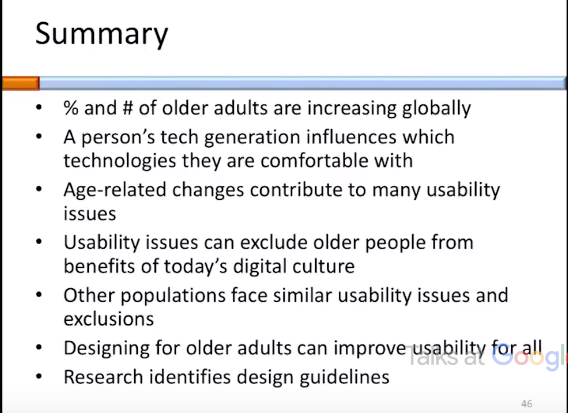 Summary
• % and # of older adults are increasing globally
• A person's tech generation influences which
technologies they are comfortable with
• Age-related changes contribute to many usability
issues
• Usability issues can exclude older people from
benefits of today's digital culture
• Other populations face similar usability issues and
exclusions
• Designing for older adults can improve usability for all
Talks at Googl
• Research identifies design guidelines
46